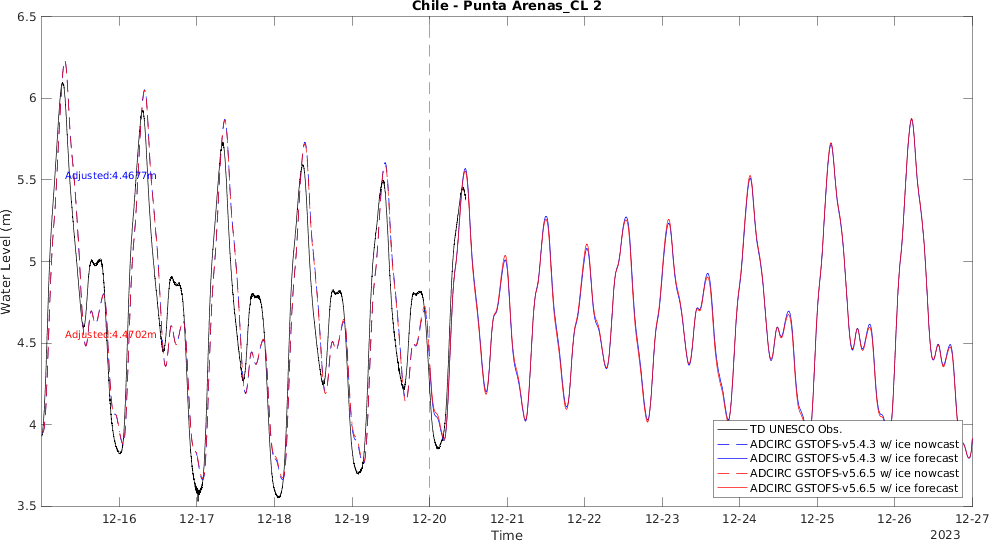 Chile - Punta Arenas_CL 2
6.5
6
5.5
5
4.5
4
3.5
Water Level (m)
Adjusted:4.4677m
Adjusted:4.4702m
TD UNESCO Obs.
ADCIRC GSTOFS-v5.4.3 w/ ice nowcast
ADCIRC GSTOFS-v5.4.3 w/ ice forecast
ADCIRC GSTOFS-v5.6.5 w/ ice nowcast
ADCIRC GSTOFS-v5.6.5 w/ ice forecast
12-16 12-17 12-18 12-19 12-20 12-21 12-22 12-23 12-24 12-25 12-26 12-27
Time
2023